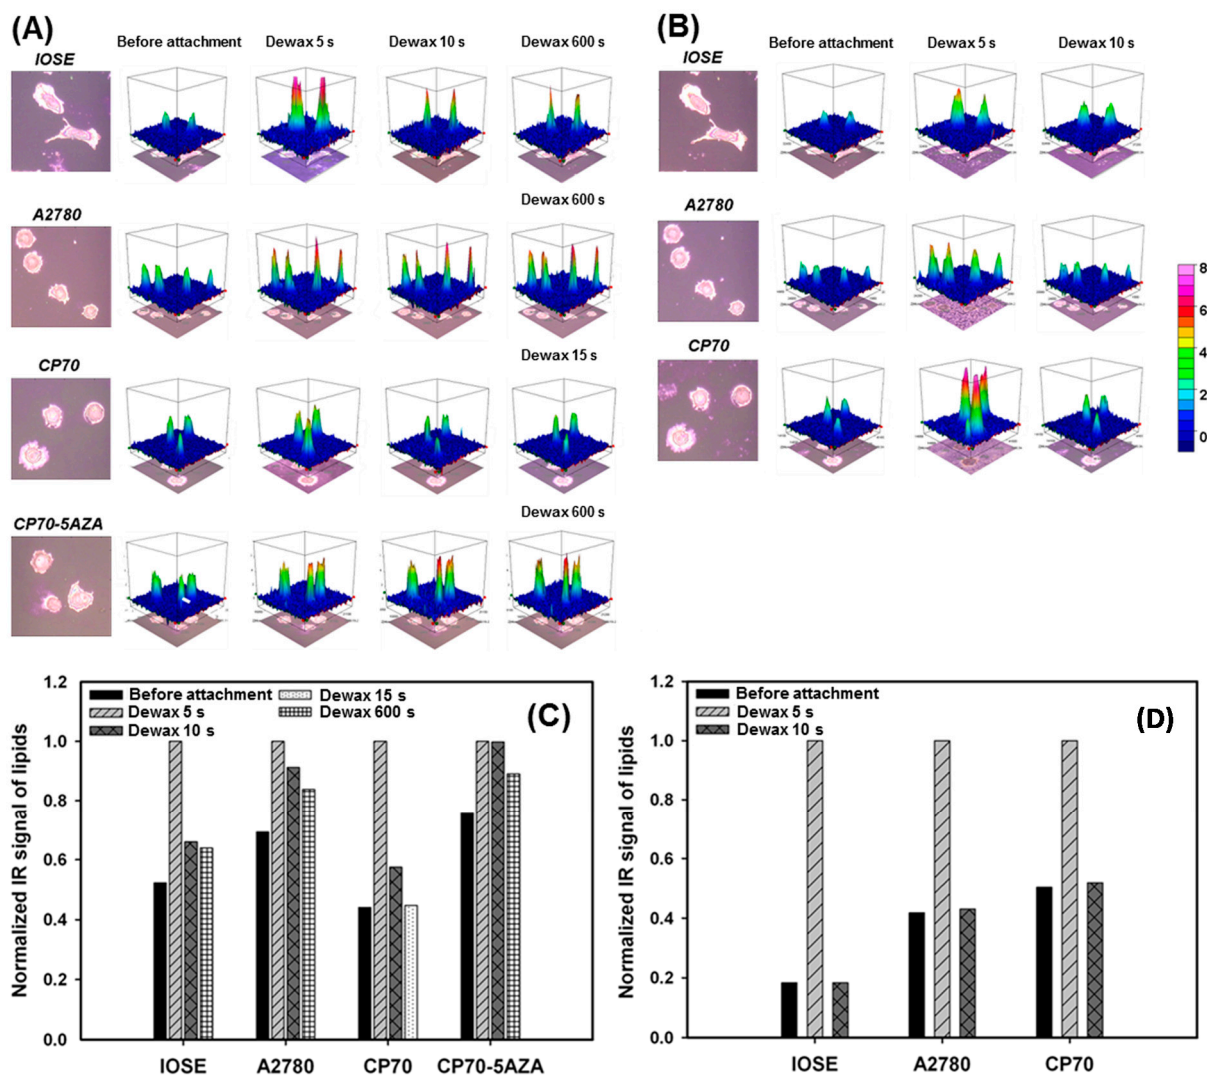 (A)
Before attachment Dewax 5 s Dewax 10 s Dewax 600 s
IOSE
Dewax 600 s
A2780
Dewax 15 s
CP70
Dewax 600 s
CP70-5AZA
(B)
Before attachment Dewax 5 s Dewax 10 s
IOSE
A2780
CP70
8
6
4
2
0
(C)
Before attachment
Dewax 5 s
Dewax 10 s
Dewax 15 s
Dewax 600 s
Normalized IR signal of lipids
1.2
1.0
0.8
0.6
0.4
0.2
0.0
IOSE A2780 CP70 CP70-5AZA
(D)
Before attachment
Dewax 5 s
Dewax 10 s
Normalized IR signal of lipids
1.2
1.0
0.8
0.6
0.4
0.2
0.0
IOSE A2780 CP70